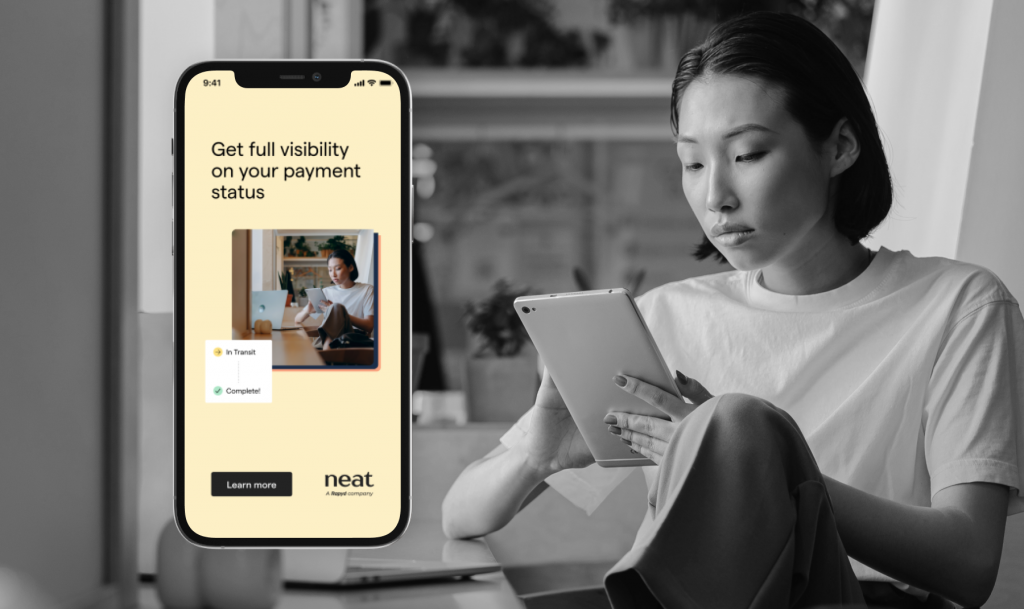 9:41
Get full visibility
on your payment
status
In Transit
Complete!
Learn more
neat
A Rapyd company